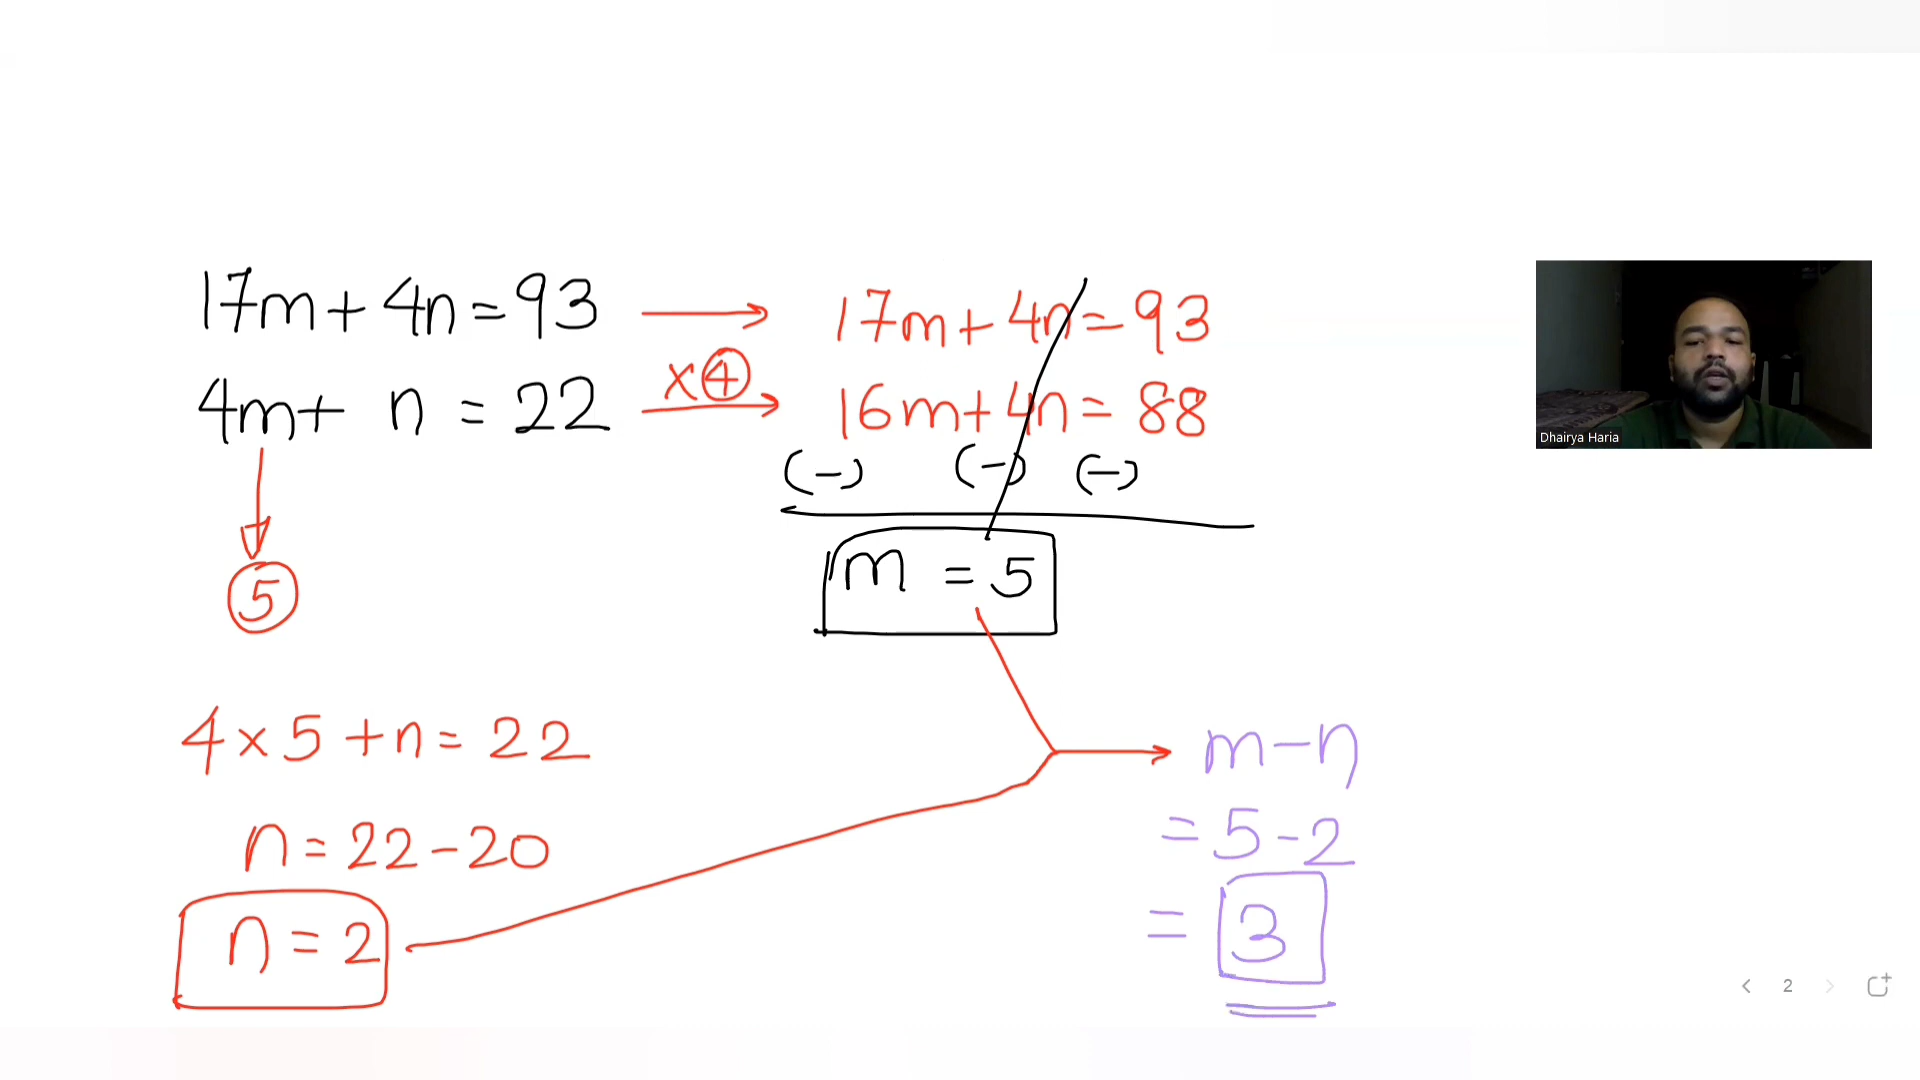 17m + 4n = 93
4m + n = 22
5
×4
17m + 4n = 93
16m + 4n = 88
(-) (-) (-)
m = 5
4 × 5 + n = 22
n = 22 - 20
n = 2
m - n
= 5 - 2
= 3
Dhairya Haria
2